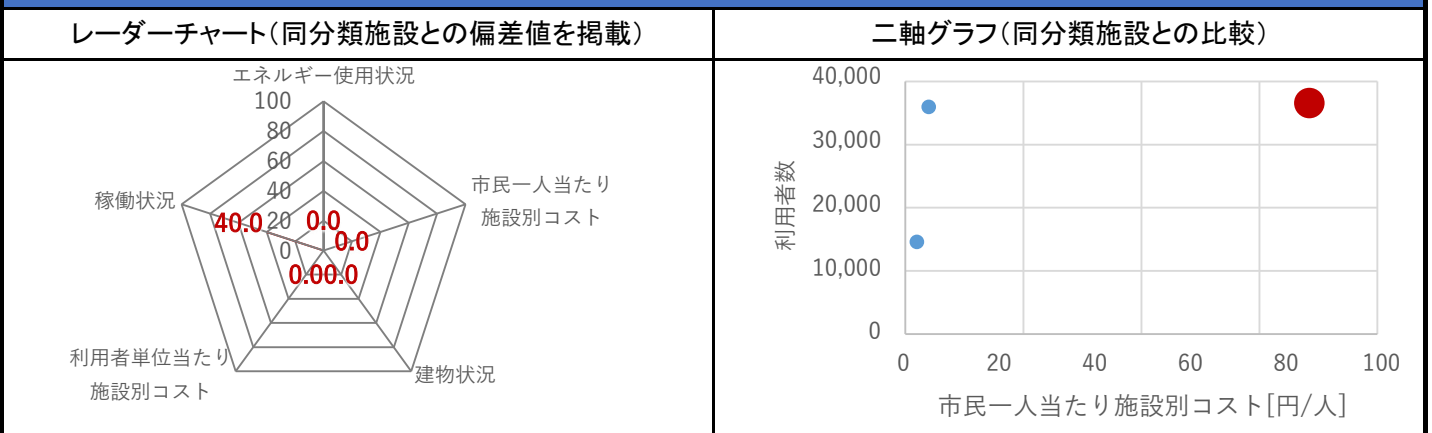 レーダーチャート(同分類施設との偏差値を掲載)
エネルギー使用状況
100
80
60
40
20
0
市民一人当たり
施設別コスト
稼働状況
40.0
0.0
0.0
0.0
0.0
利用者単位当たり
施設別コスト
建物状況
二軸グラフ(同分類施設との比較)
40,000
30,000
20,000
10,000
0
利用者数
0 20 40 60 80 100
市民一人当たり施設別コスト[円/人]